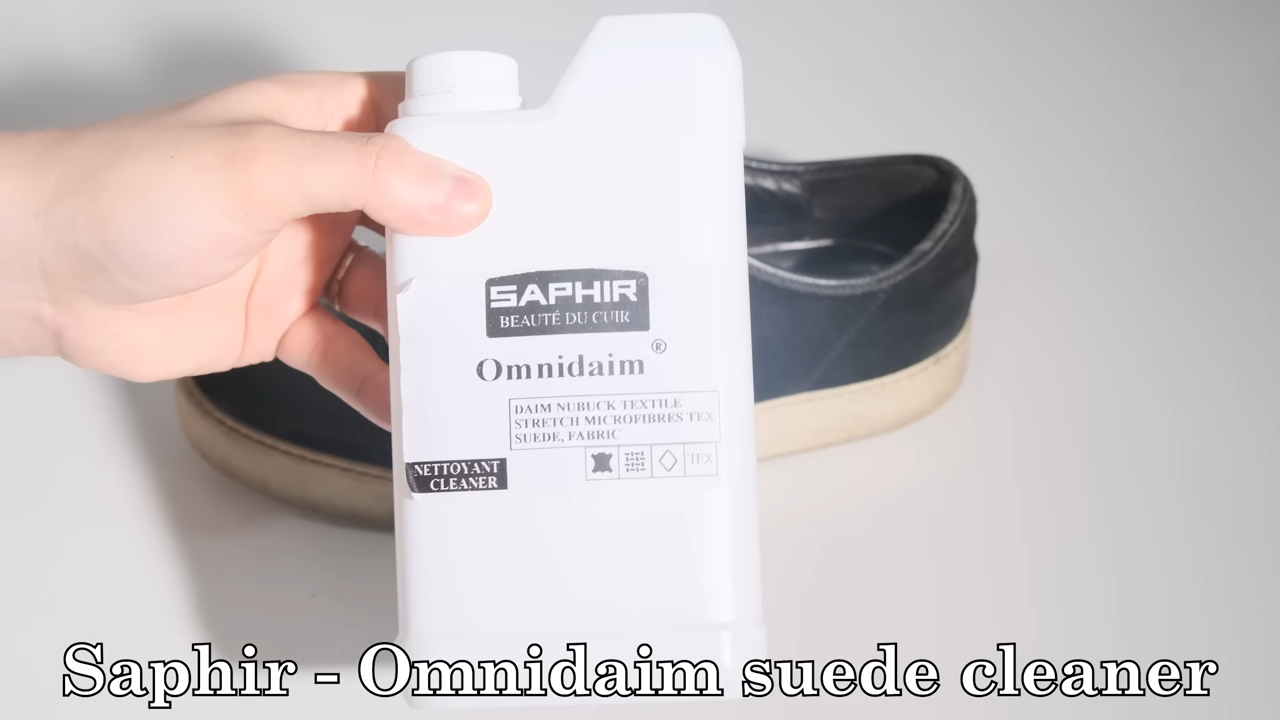 SAPHIR
BEAUTÉ DU CUIR
Omnidaim®
DAIM NUBUCK TEXTILE
STRETCH MICROFIBRES TEX
SUEDE, FABRIC
TEX
NETTOYANT
CLEANER
Saphir - Omnidaim suede cleaner